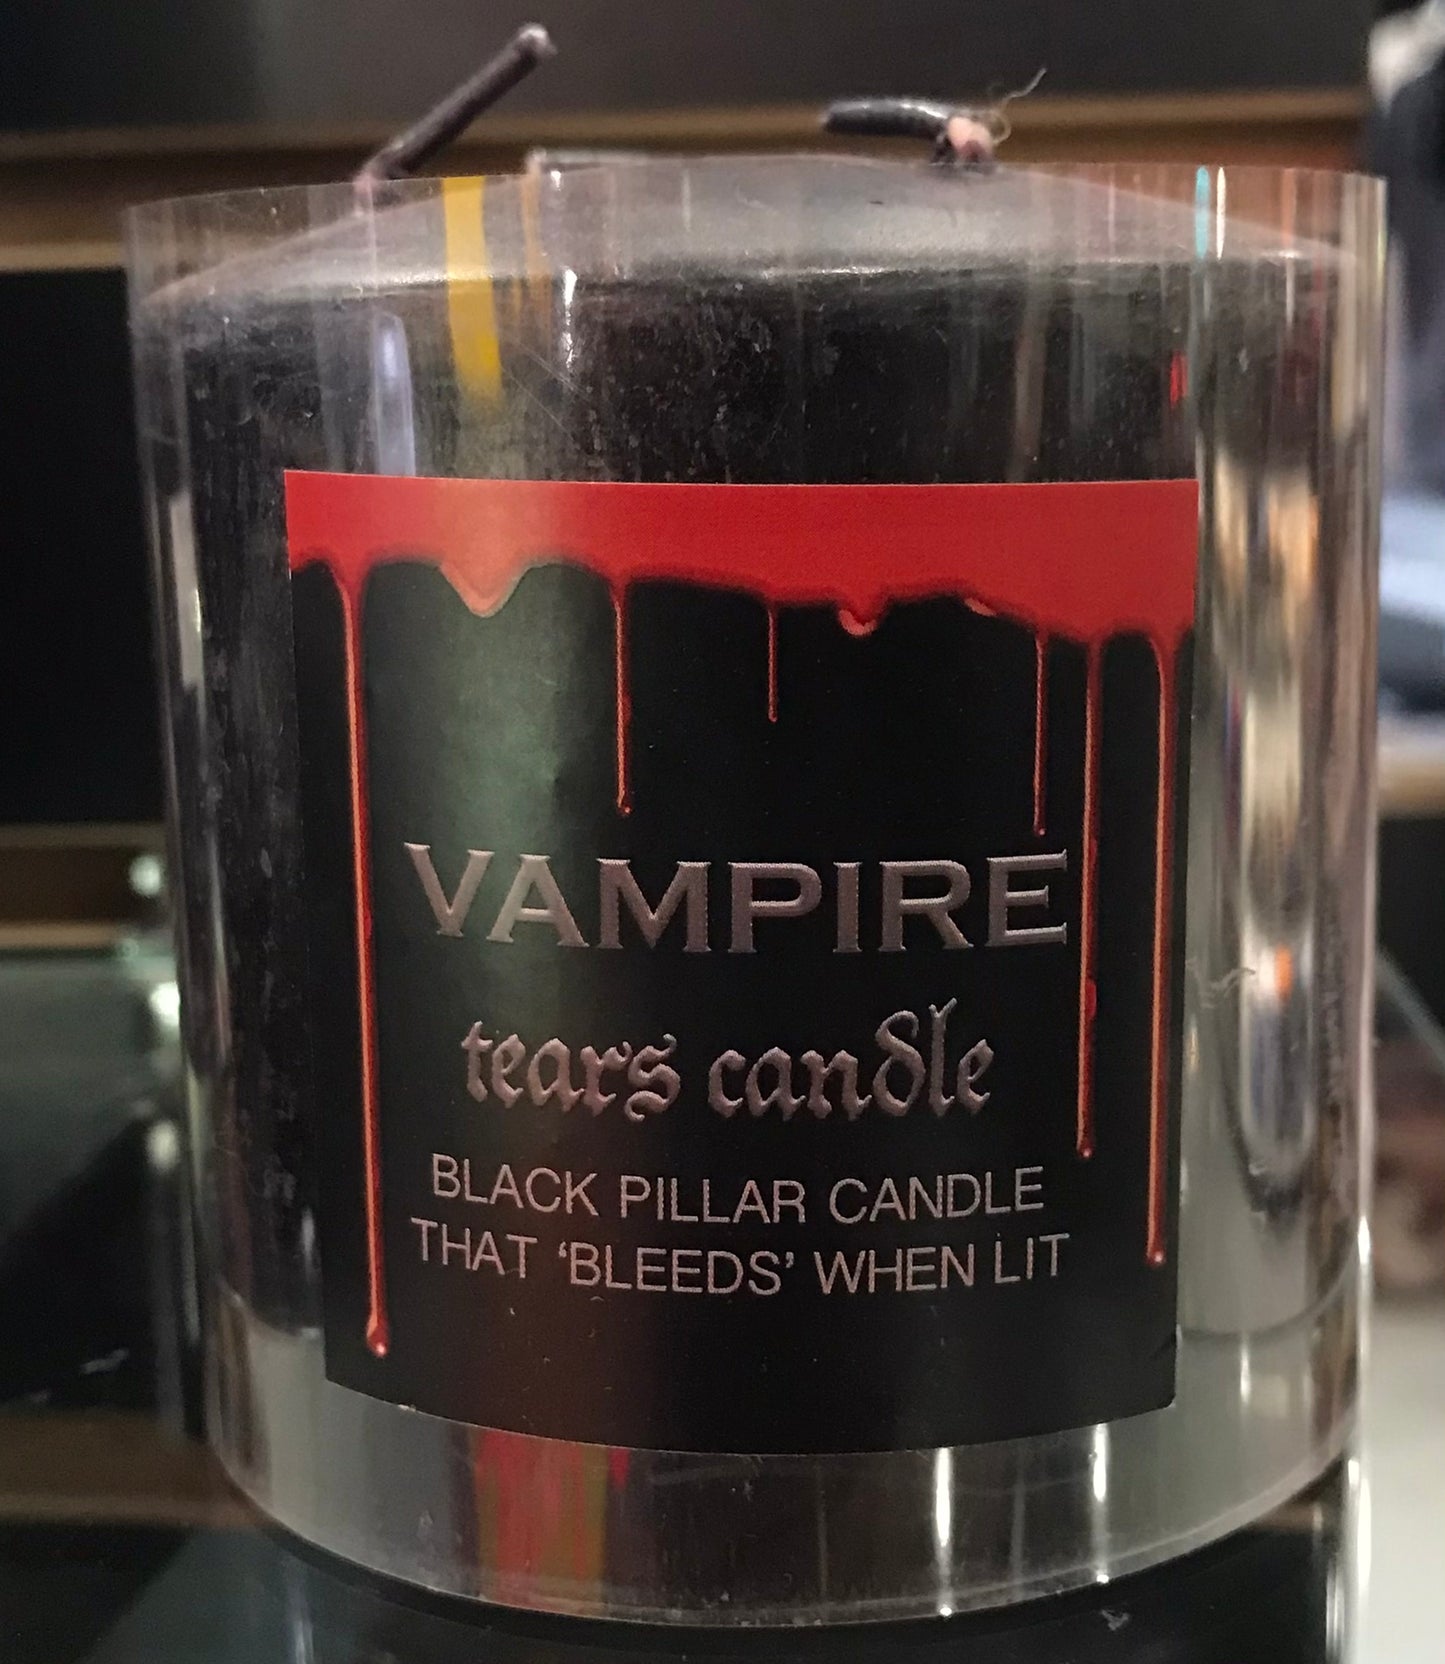 VAMPIRE
tears candle
BLACK PILLAR CANDLE
THAT ‘BLEEDS’ WHEN LIT